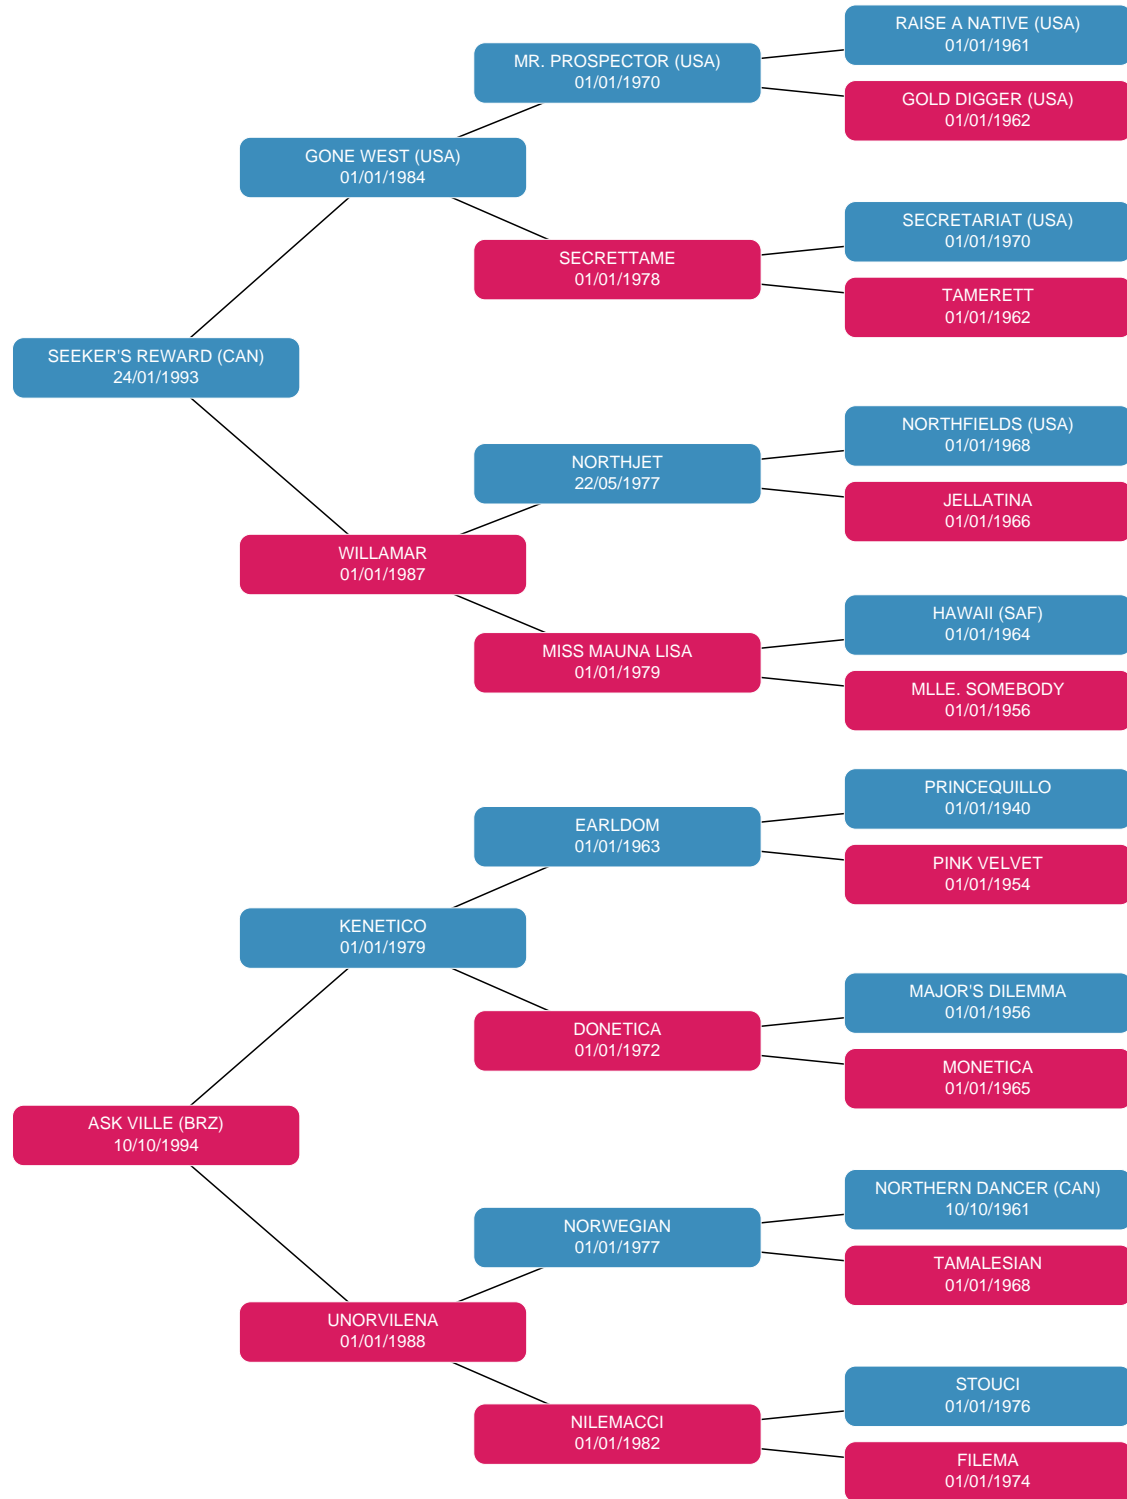 RAISE A NATIVE (USA)
01/01/1961
MR. PROSPECTOR (USA)
01/01/1970
GOLD DIGGER (USA)
01/01/1962
GONE WEST (USA)
01/01/1984
SECRETARIAT (USA)
01/01/1970
SECRETTAME
01/01/1978
TAMERETT
01/01/1962
SEEKER'S REWARD (CAN)
24/01/1993
NORTHFIELDS (USA)
01/01/1968
NORTHJET
22/05/1977
JELLATINA
01/01/1966
WILLAMAR
01/01/1987
HAWAII (SAF)
01/01/1964
MISS MAUNA LISA
01/01/1979
MLLE. SOMEBODY
01/01/1956
PRINCEQUILLO
01/01/1940
EARLDOM
01/01/1963
PINK VELVET
01/01/1954
KENETICO
01/01/1979
MAJOR'S DILEMMA
01/01/1956
DONETICA
01/01/1972
MONETICA
01/01/1965
ASK VILLE (BRZ)
10/10/1994
NORTHERN DANCER (CAN)
10/10/1961
NORWEGIAN
01/01/1977
TAMALESIAN
01/01/1968
UNORVILENA
01/01/1988
STOUCI
01/01/1976
NILEMACCI
01/01/1982
FILEMA
01/01/1974